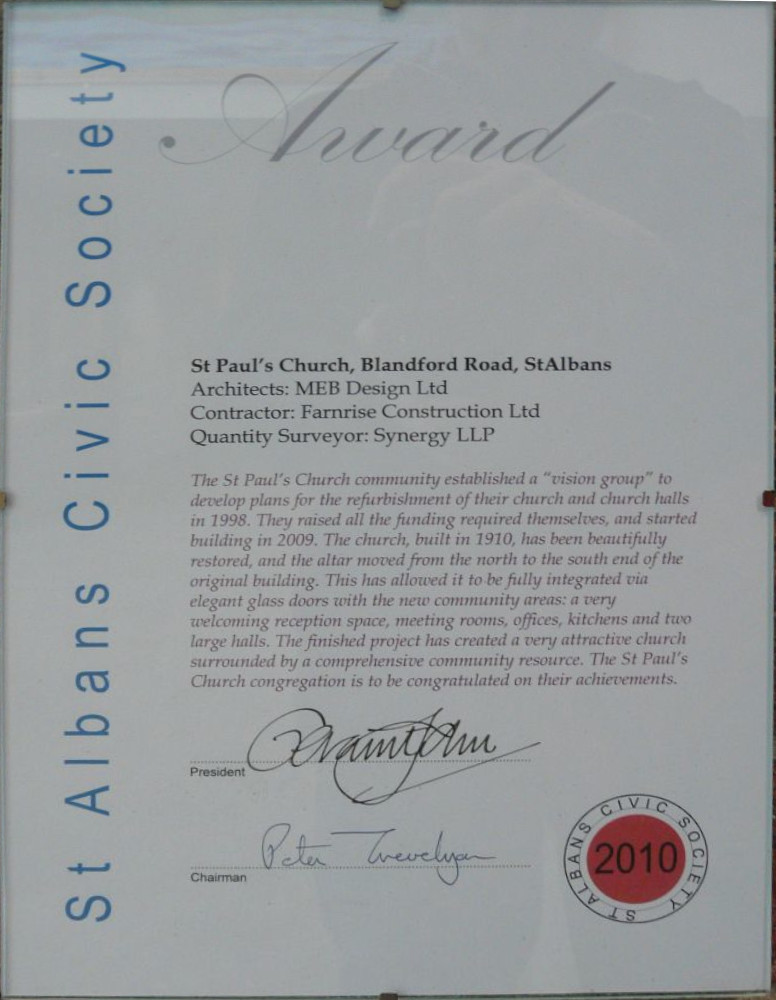 St Albans Civic Society
Award
St Paul's Church, Blandford Road, StAlbans
Architects: MEB Design Ltd
Contractor: Farnrise Construction Ltd
Quantity Surveyor: Synergy LLP
The St Paul's Church community established a "vision group" to
develop plans for the refurbishment of their church and church halls
in 1998. They raised all the funding required themselves, and started
building in 2009. The church, built in 1910, has been beautifully
restored, and the altar moved from the north to the south end of the
original building. This has allowed it to be fully integrated via
elegant glass doors with the new community areas: a very
welcoming reception space, meeting rooms, offices, kitchens and two
large halls. The finished project has created a very attractive church
surrounded by a comprehensive community resource. The St Paul's
Church congregation is to be congratulated on their achievements.
President
Peter Trevelyan
Chairman
ST ALBANS CIVIC SOCIETY
2010